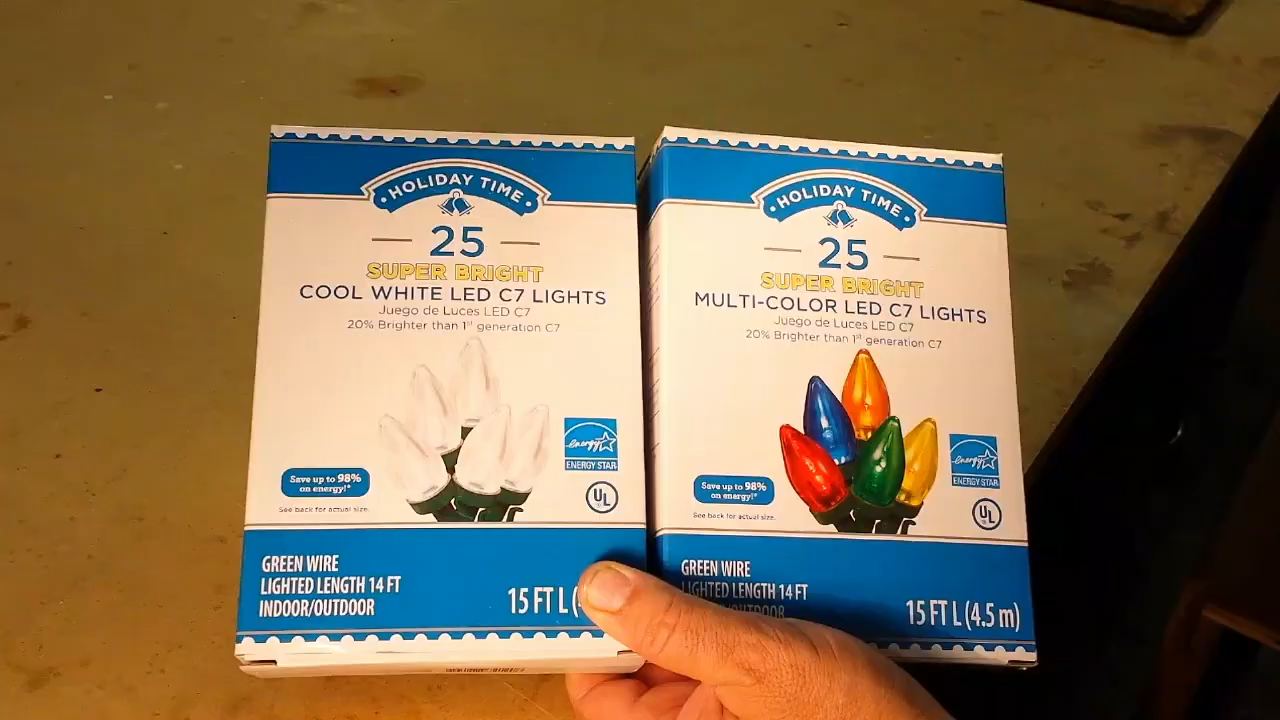 HOLIDAY TIME
25
SUPER BRIGHT
COOL WHITE LED C7 LIGHTS
Juego de Luces LED C7
20% Brighter than 1st generation C7
energy
ENERGY STAR
Save up to 98%
on energy!*
UL
See back for actual size.
GREEN WIRE
LIGHTED LENGTH 14 FT
INDOOR/OUTDOOR
15 FT L (
HOLIDAY TIME
25
SUPER BRIGHT
MULTI-COLOR LED C7 LIGHTS
Juego de Luces LED C7
20% Brighter than 1st generation C7
energy
ENERGY STAR
Save up to 98%
on energy!*
UL
See back for actual size.
GREEN WIRE
LIGHTED LENGTH 14 FT
INDOOR/OUTDOOR
15 FT L (4.5 m)